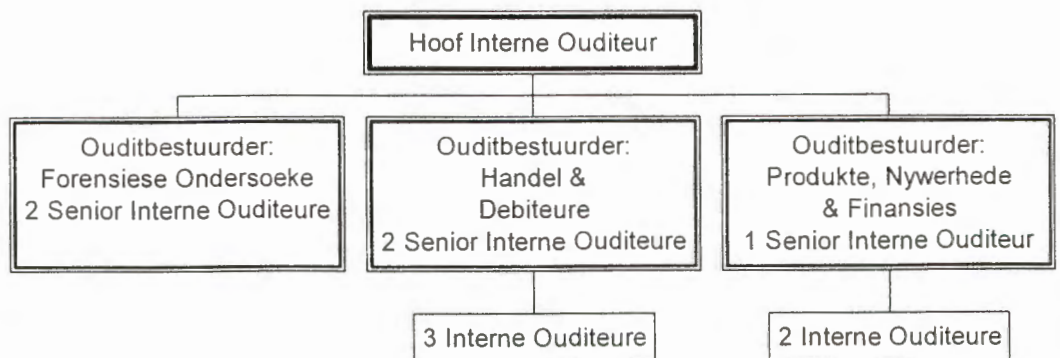 Hoof Interne Ouditeur
Ouditbestuurder:
Forensiese Ondersoeke
2 Senior Interne Ouditeure
Ouditbestuurder:
Handel &
Debiteure
2 Senior Interne Ouditeure
Ouditbestuurder:
Produkte, Nywerhede
& Finansies
1 Senior Interne Ouditeur
3 Interne Ouditeure
2 Interne Ouditeure